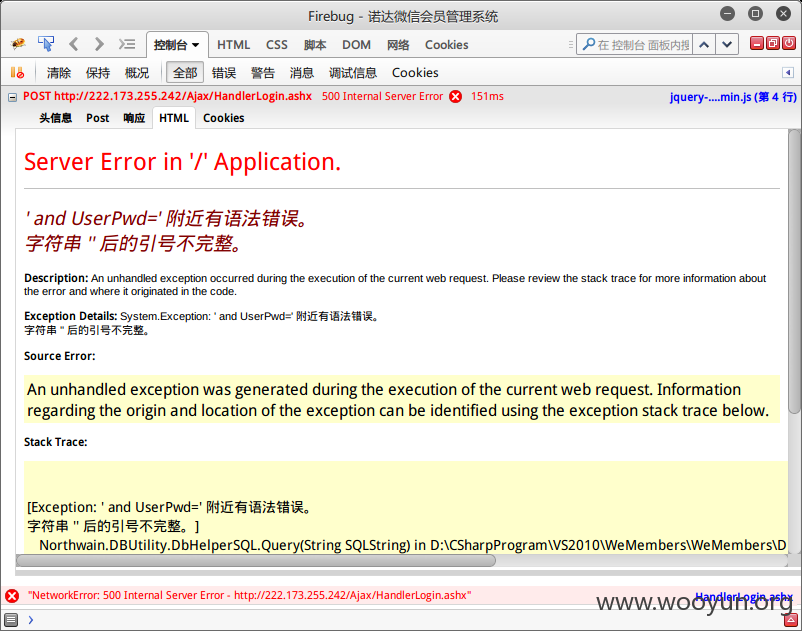 Firebug - 诺达微信会员管理系统
控制台 HTML CSS 脚本 DOM 网络 Cookies 在 控制台 面板内搜
清除 保持 概况 全部 错误 警告 消息 调试信息 Cookies
POST http://222.173.255.242/Ajax/HandlerLogin.ashx 500 Internal Server Error 151ms jquery-....min.js (第 4 行)
头信息 Post 响应 HTML Cookies
Server Error in '/' Application.
' and UserPwd=' 附近有语法错误。
字符串 '' 后的引号不完整。
Description: An unhandled exception occurred during the execution of the current web request. Please review the stack trace for more information about
the error and where it originated in the code.
Exception Details: System.Exception: ' and UserPwd=' 附近有语法错误。
字符串 '' 后的引号不完整。
Source Error:
An unhandled exception was generated during the execution of the current web request. Information
regarding the origin and location of the exception can be identified using the exception stack trace below.
Stack Trace:
[Exception: ' and UserPwd=' 附近有语法错误。
字符串 '' 后的引号不完整。]
Northwain.DBUtility.DbHelperSQL.Query(String SQLString) in D:\CSharpProgram\VS2010\WeMembers\WeMembers\D
"NetworkError: 500 Internal Server Error - http://222.173.255.242/Ajax/HandlerLogin.ashx" HandlerLogin.ashx
www.wooyun.org